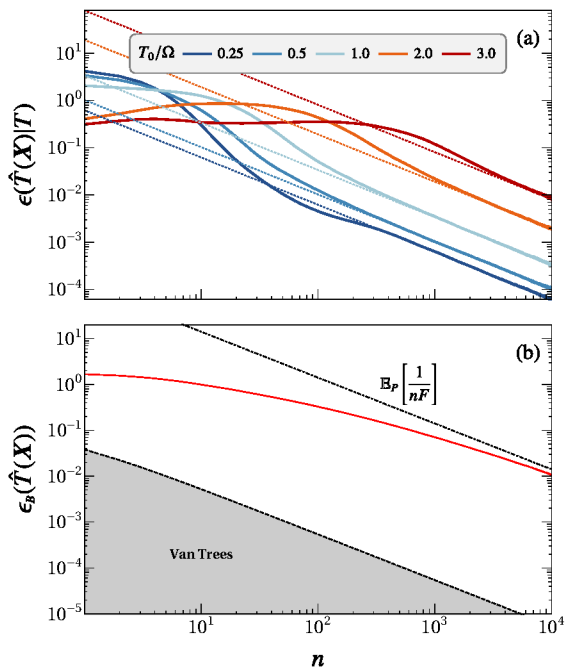 (a)
T₀/Ω 0.25 0.5 1.0 2.0 3.0
ϵ(T̂(X)|T)
10²
10¹
10⁰
10⁻¹
10⁻²
10⁻³
10⁻⁴
(b)
𝔼_P[1/nF]
ϵ_B(T̂(X))
10¹
10⁰
10⁻¹
10⁻²
10⁻³
10⁻⁴
10⁻⁵
Van Trees
10¹ 10² 10³ 10⁴
n